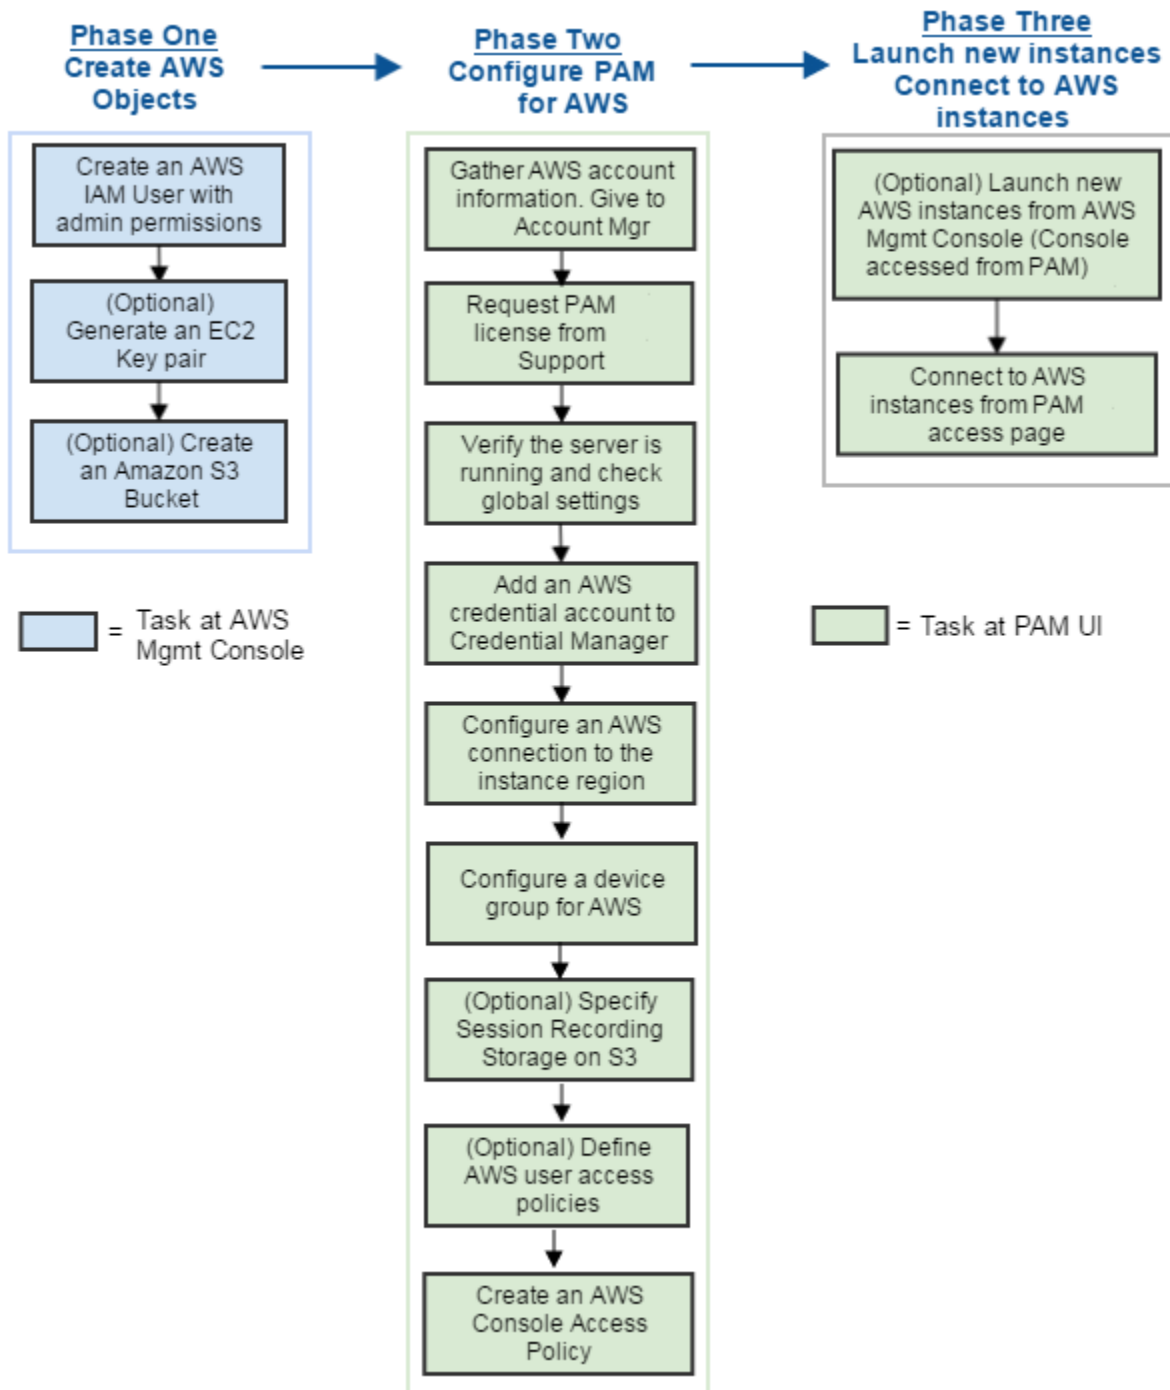 Phase One
Create AWS
Objects
Phase Two
Configure PAM
for AWS
Phase Three
Launch new instances
Connect to AWS
instances
Create an AWS
IAM User with
admin permissions
(Optional)
Generate an EC2
Key pair
(Optional) Create
an Amazon S3
Bucket
= Task at AWS
Mgmt Console
Gather AWS account
information. Give to
Account Mgr
Request PAM
license from
Support
Verify the server is
running and check
global settings
Add an AWS
credential account to
Credential Manager
Configure an AWS
connection to the
instance region
Configure a device
group for AWS
(Optional) Specify
Session Recording
Storage on S3
(Optional) Define
AWS user access
policies
Create an AWS
Console Access
Policy
(Optional) Launch new
AWS instances from AWS
Mgmt Console (Console
accessed from PAM)
Connect to AWS
instances from PAM
access page
= Task at PAM UI